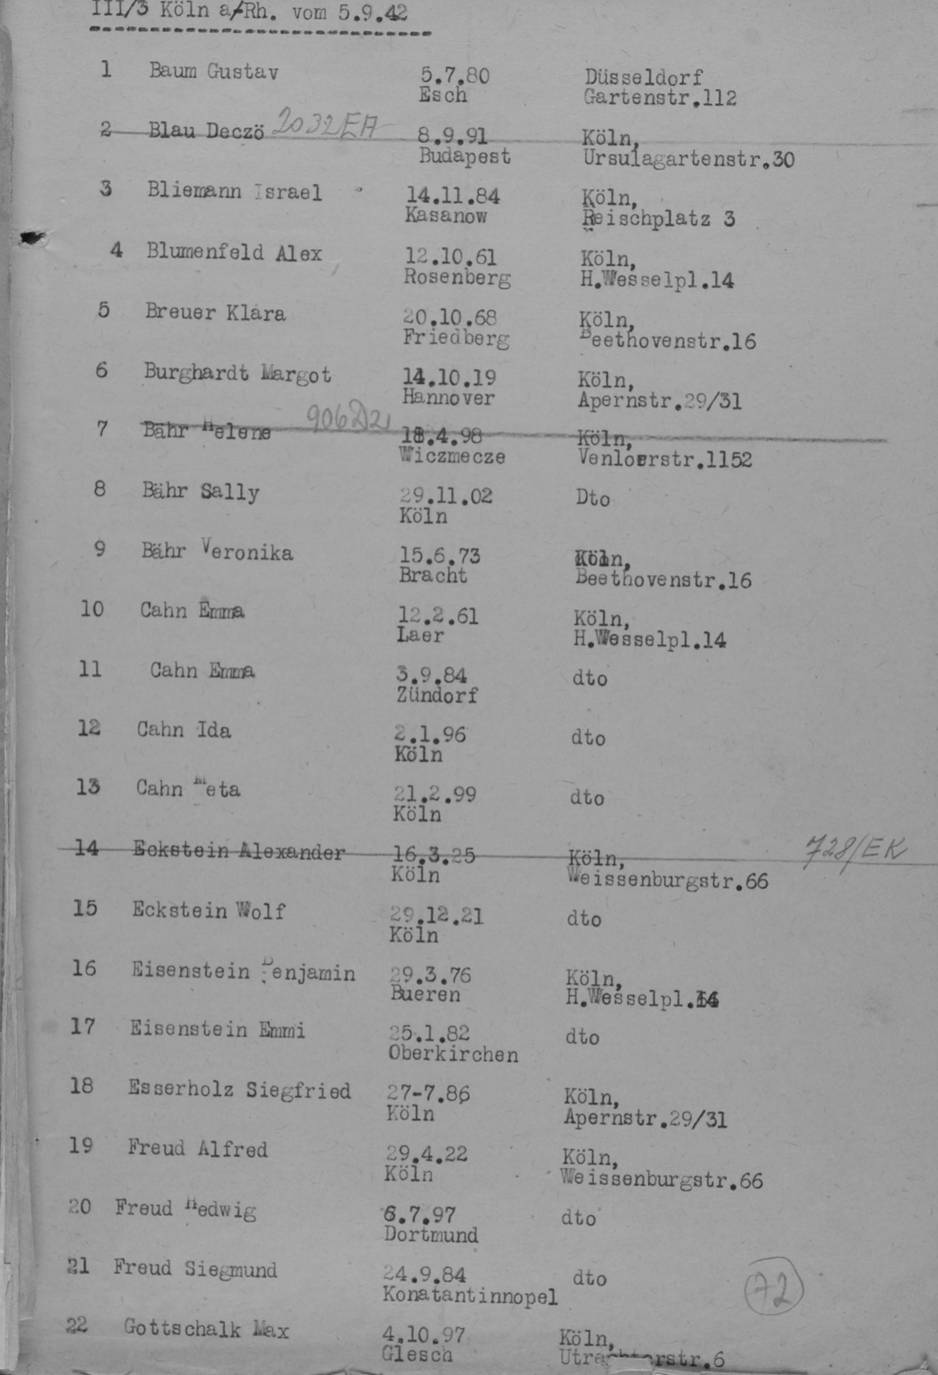 III/3 Köln a/Rh. vom 5.9.42
1 Baum Gustav 5.7.80 Düsseldorf
Esch Gartenstr.112
2 Blau Deczö 2032EA 8.9.91 Köln,
Budapest Ursulagartenstr.30
3 Bliemann Israel 14.11.84 Köln,
Kasanow Reischplatz 3
4 Blumenfeld Alex 12.10.61 Köln,
Rosenberg H.Wesselpl.14
5 Breuer Klara 20.10.68 Köln,
Friedberg Beethovenstr.16
6 Burghardt Margot 14.10.19 Köln,
Hannover Apernstr.29/31
7 Bähr Helene 18.4.98 Köln,
Wiczmecze Venloerstr.1152
8 Bähr Sally 29.11.02 Dto
Köln
9 Bähr Veronika 15.6.73 Köln,
Bracht Beethovenstr.16
10 Cahn Emma 12.2.61 Köln,
Laer H.Wesselpl.14
11 Cahn Emma 3.9.84 dto
Zündorf
12 Cahn Ida 2.1.96 dto
Köln
13 Cahn Meta 21.2.99 dto
Köln
14 Eckstein Alexander 16.3.25 Köln, 728/EK
Köln Weissenburgstr.66
15 Eckstein Wolf 29.12.21 dto
Köln
16 Eisenstein Benjamin 29.3.76 Köln,
Bueren H.Wesselpl.14
17 Eisenstein Emmi 25.1.82 dto
Oberkirchen
18 Esserholz Siegfried 27-7.86 Köln,
Köln Apernstr.29/31
19 Freud Alfred 29.4.22 Köln,
Köln Weissenburgstr.66
20 Freud Hedwig 6.7.97 dto
Dortmund
21 Freud Siegmund 24.9.84 dto
Konatantinnopel
72
22 Gottschalk Max 4.10.97 Köln,
Glesch Utrechterstr.6